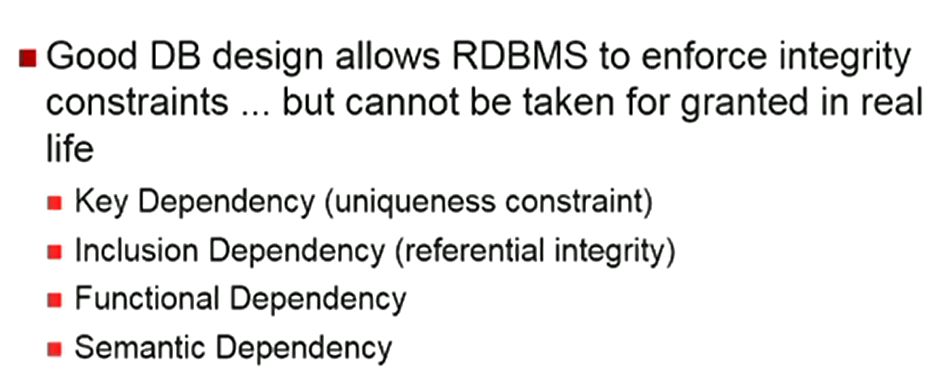 Good DB design allows RDBMS to enforce integrity
constraints ... but cannot be taken for granted in real
life
Key Dependency (uniqueness constraint)
Inclusion Dependency (referential integrity)
Functional Dependency
Semantic Dependency